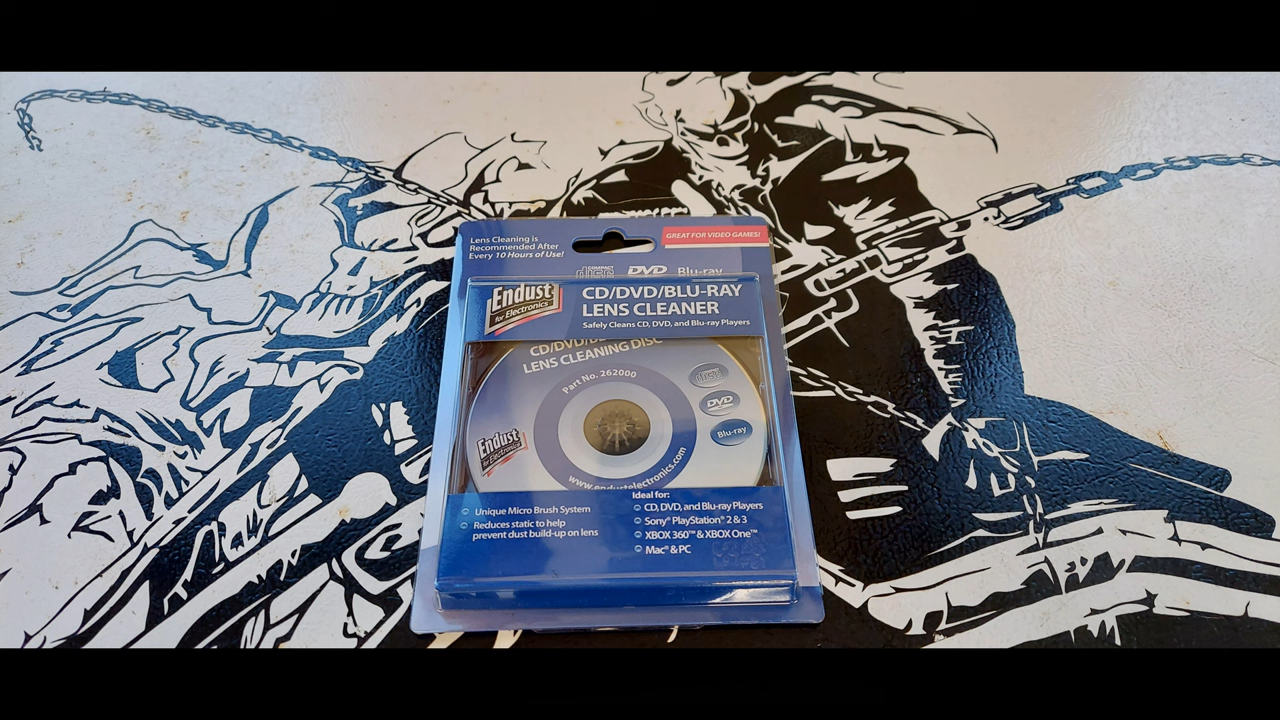 Lens Cleaning is
Recommended After
Every 10 Hours of Use!
GREAT FOR VIDEO GAMES!
COMPACT
disc
DVD
Blu-ray
Endust
for Electronics
CD/DVD/BLU-RAY
LENS CLEANER
Safely Cleans CD, DVD, and Blu-ray Players
LENS CLEANING DISC
Part No. 262000
disc
DVD
Blu-ray
Endust
for Electronics
www.endustelectronics.com
Unique Micro Brush System
Reduces static to help
prevent dust build-up on lens
Ideal for:
CD, DVD, and Blu-ray Players
Sony® PlayStation® 2 & 3
XBOX 360™ & XBOX One™
Mac® & PC